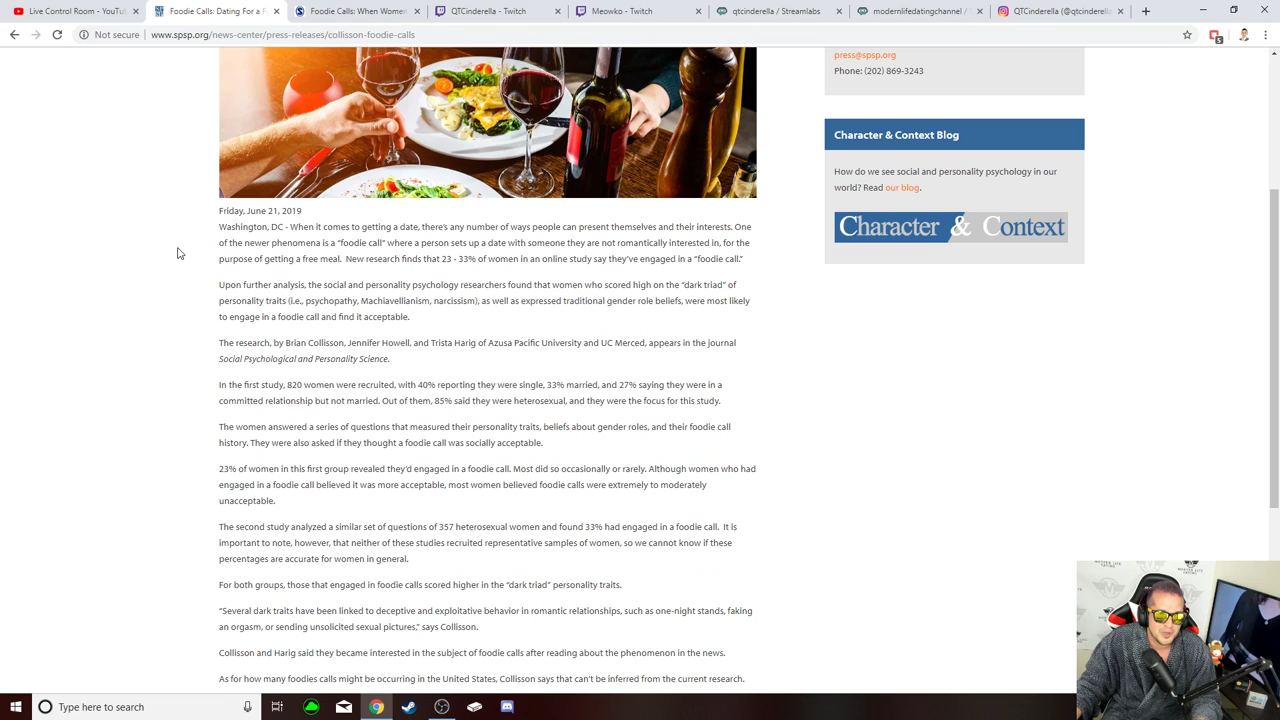 Live Control Room - YouTu
Foodie Calls: Dating For a F
Foodie Calls: When Women
QTCinderella - Twitch
Meowko - Twitch
qtcinderella / Streamlabs
modernlifedatingchannel /
QTCinderella (@qtcinderella
Not secure | www.spsp.org/news-center/press-releases/collisson-foodie-calls
5
press@spsp.org
Phone: (202) 869-3243
Character & Context Blog
How do we see social and personality psychology in our
world? Read our blog.
Character & Context
Friday, June 21, 2019
Washington, DC - When it comes to getting a date, there's any number of ways people can present themselves and their interests. One
of the newer phenomena is a "foodie call" where a person sets up a date with someone they are not romantically interested in, for the
purpose of getting a free meal. New research finds that 23 - 33% of women in an online study say they've engaged in a "foodie call."
Upon further analysis, the social and personality psychology researchers found that women who scored high on the "dark triad" of
personality traits (i.e., psychopathy, Machiavellianism, narcissism), as well as expressed traditional gender role beliefs, were most likely
to engage in a foodie call and find it acceptable.
The research, by Brian Collisson, Jennifer Howell, and Trista Harig of Azusa Pacific University and UC Merced, appears in the journal
Social Psychological and Personality Science.
In the first study, 820 women were recruited, with 40% reporting they were single, 33% married, and 27% saying they were in a
committed relationship but not married. Out of them, 85% said they were heterosexual, and they were the focus for this study.
The women answered a series of questions that measured their personality traits, beliefs about gender roles, and their foodie call
history. They were also asked if they thought a foodie call was socially acceptable.
23% of women in this first group revealed they'd engaged in a foodie call. Most did so occasionally or rarely. Although women who had
engaged in a foodie call believed it was more acceptable, most women believed foodie calls were extremely to moderately
unacceptable.
The second study analyzed a similar set of questions of 357 heterosexual women and found 33% had engaged in a foodie call. It is
important to note, however, that neither of these studies recruited representative samples of women, so we cannot know if these
percentages are accurate for women in general.
For both groups, those that engaged in foodie calls scored higher in the "dark triad" personality traits.
"Several dark traits have been linked to deceptive and exploitative behavior in romantic relationships, such as one-night stands, faking
an orgasm, or sending unsolicited sexual pictures," says Collisson.
Collisson and Harig said they became interested in the subject of foodie calls after reading about the phenomenon in the news.
As for how many foodies calls might be occurring in the United States, Collisson says that can't be inferred from the current research.
Type here to search